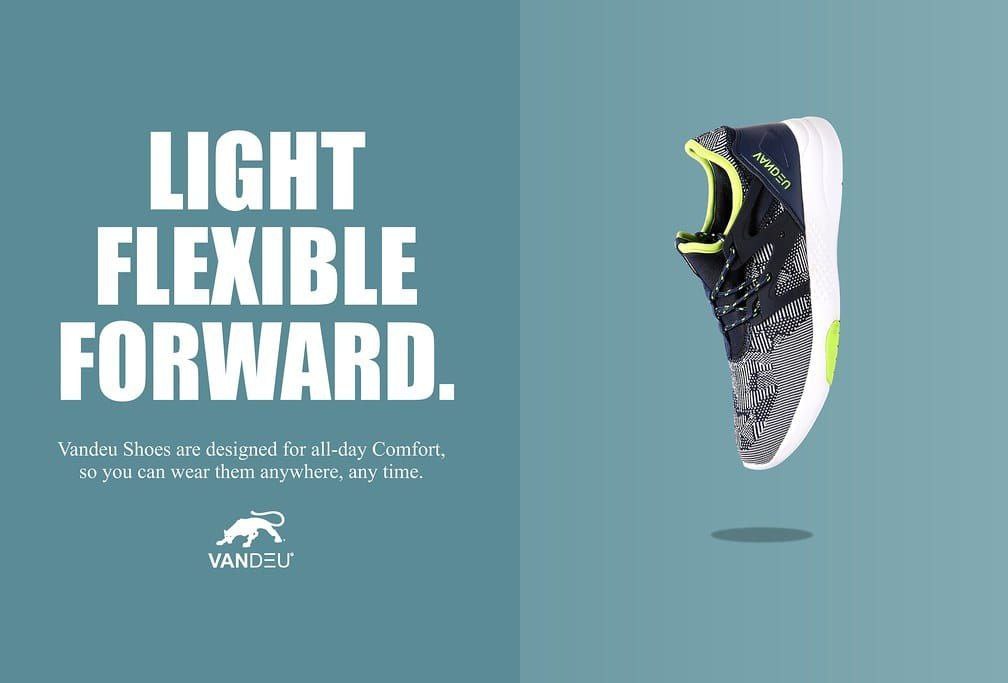 LIGHT
FLEXIBLE
FORWARD.
Vandeu Shoes are designed for all-day Comfort,
so you can wear them anywhere, any time.
VANDEU®
VANDEU